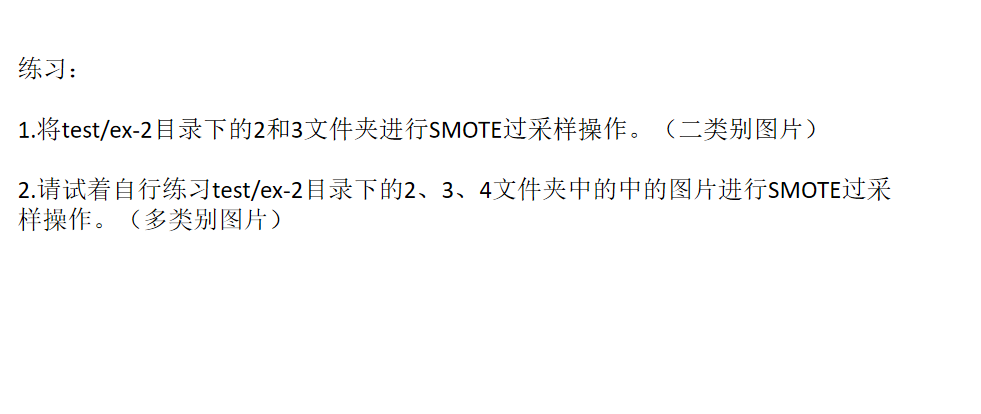 练习：
1.将test/ex-2目录下的2和3文件夹进行SMOTE过采样操作。（二类别图片）
2.请试着自行练习test/ex-2目录下的2、3、4文件夹中的中的图片进行SMOTE过采
样操作。（多类别图片）